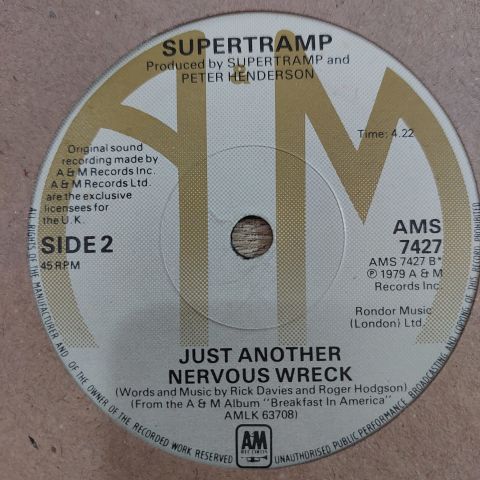 SUPERTRAMP
Produced by SUPERTRAMP and
PETER HENDERSON
A&M
Time: 4.22
Original sound
recording made by
A & M Records Inc.
A & M Records Ltd.
are the exclusive
licensees for
the U.K.
SIDE 2
45 RPM
AMS
7427
AMS 7427 B*
℗ 1979 A & M
Records Inc.
Rondor Music
(London) Ltd.
JUST ANOTHER
NERVOUS WRECK
(Words and Music by Rick Davies and Roger Hodgson)
(From the A & M Album "Breakfast In America"
AMLK 63708)
AM
RECORDS
ALL RIGHTS OF THE MANUFACTURER AND OF THE OWNER OF THE RECORDED WORK RESERVED
UNAUTHORISED PUBLIC PERFORMANCE, BROADCASTING AND COPYING OF THIS RECORD PROHIBITED